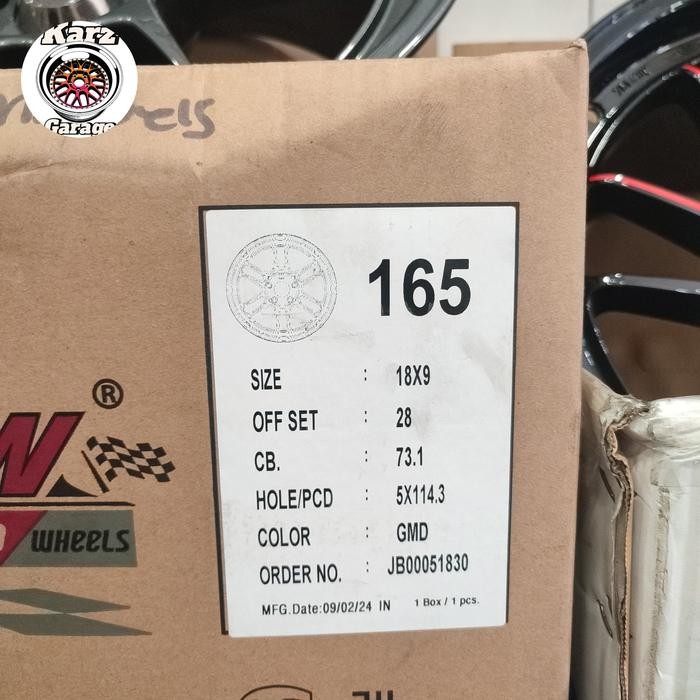 Karz
Garage
165
SIZE : 18X9
OFF SET : 28
CB. : 73.1
HOLE/PCD : 5X114.3
COLOR : GMD
ORDER NO. : JB00051830
MFG.Date:09/02/24 IN 1 Box / 1 pcs.
®
WHEELS